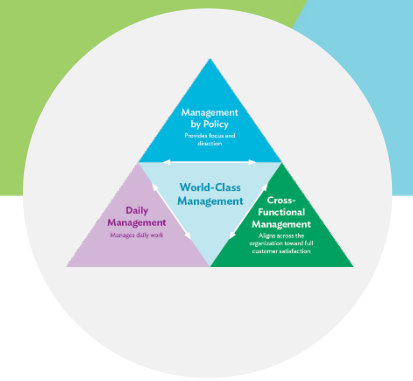 Management
by Policy
Provides focus and
direction
World-Class
Management
Daily
Management
Manages daily work
Cross-
Functional
Management
Aligns across the
organization toward full
customer satisfaction